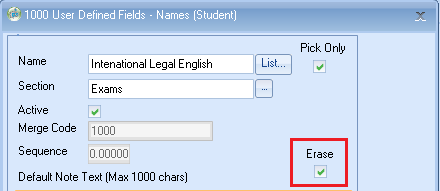 1000 User Defined Fields - Names (Student)
Pick Only
Name Intenational Legal English List...
Section Exams ...
Active
Merge Code 1000
Sequence 0.00000 Erase
Default Note Text (Max 1000 chars)